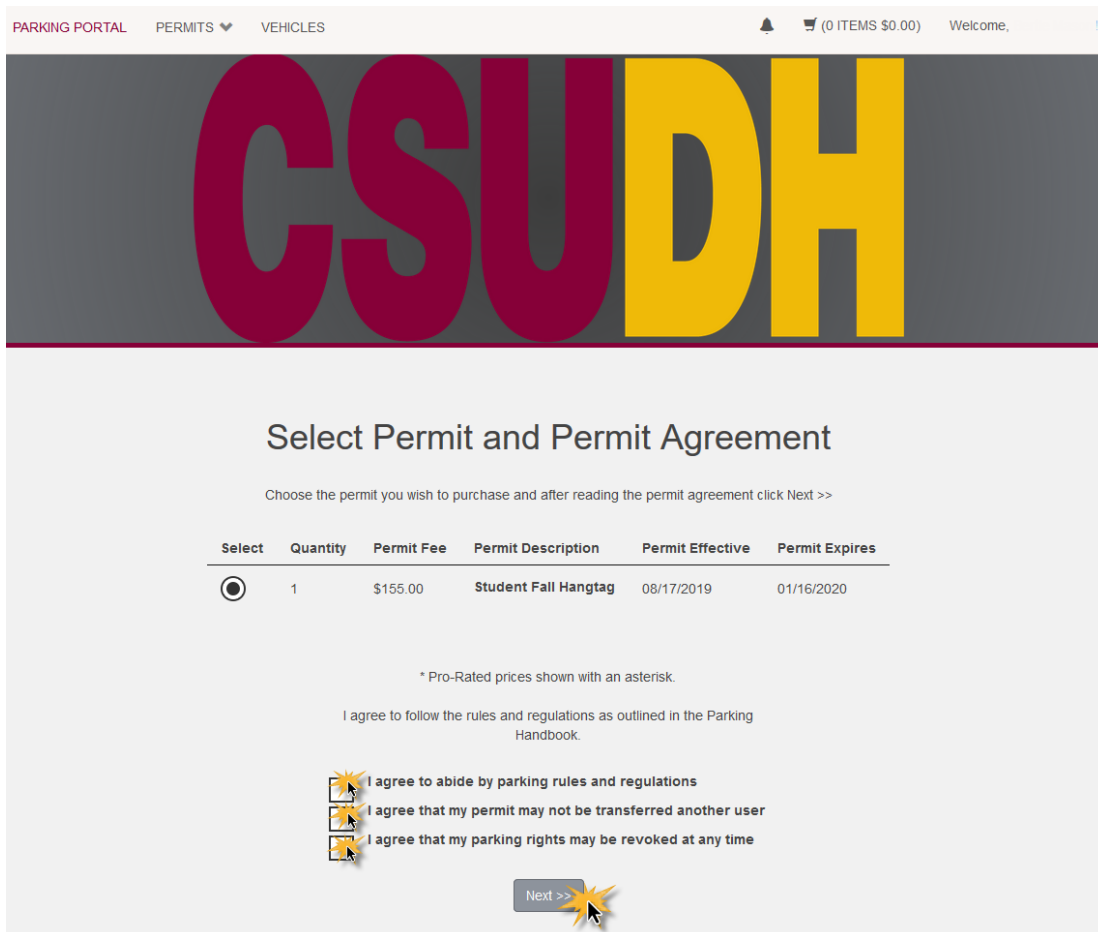 PARKING PORTAL PERMITS VEHICLES (0 ITEMS $0.00) Welcome,
CSUDH
Select Permit and Permit Agreement
Choose the permit you wish to purchase and after reading the permit agreement click Next >>
Select Quantity Permit Fee Permit Description Permit Effective Permit Expires
1 $155.00 Student Fall Hangtag 08/17/2019 01/16/2020
* Pro-Rated prices shown with an asterisk.
I agree to follow the rules and regulations as outlined in the Parking
Handbook.
I agree to abide by parking rules and regulations
I agree that my permit may not be transferred another user
I agree that my parking rights may be revoked at any time
Next >>